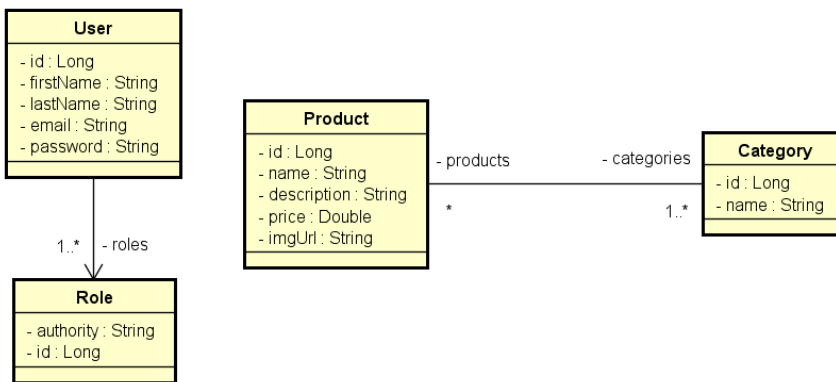 User
- id : Long
- firstName : String
- lastName : String
- email : String
- password : String
1..* - roles
Role
- authority : String
- id : Long
Product
- id : Long
- name : String
- description : String
- price : Double
- imgUrl : String
- products - categories
* 1..*
Category
- id : Long
- name : String